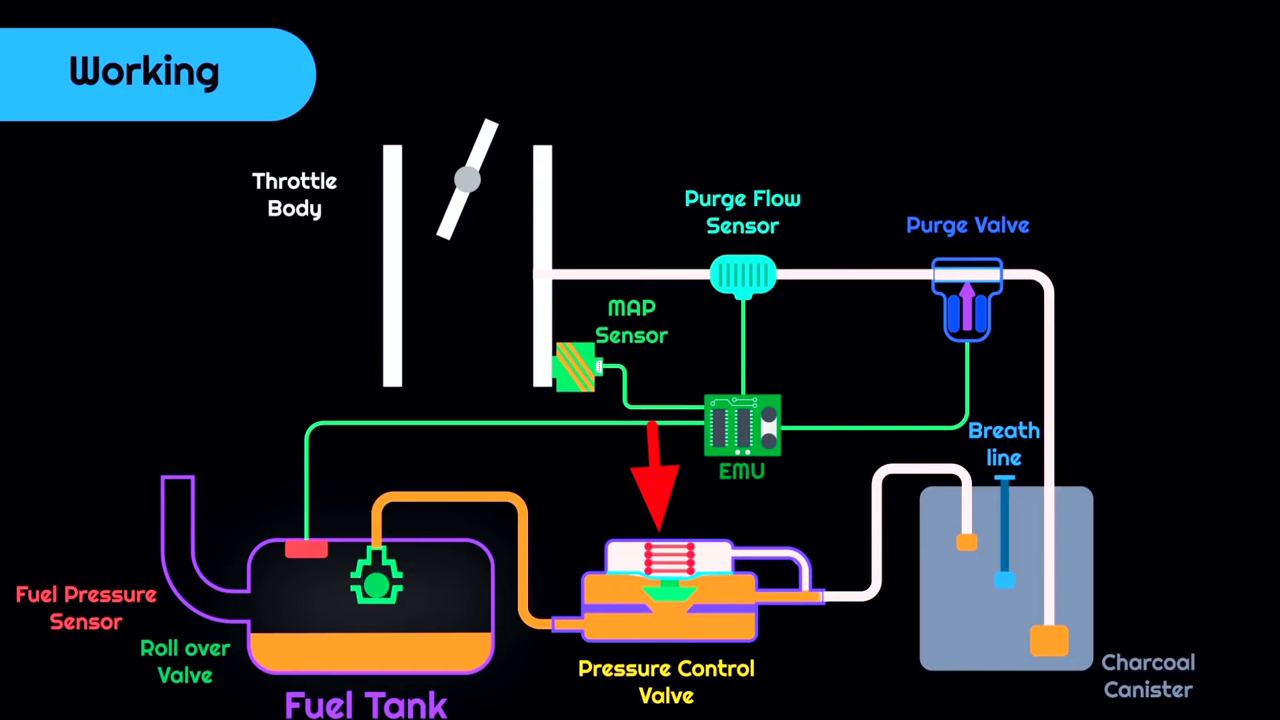 Working
Throttle
Body
Purge Flow
Sensor
Purge Valve
MAP
Sensor
EMU
Breath
line
Fuel Pressure
Sensor
Roll over
Valve
Fuel Tank
Pressure Control
Valve
Charcoal
Canister